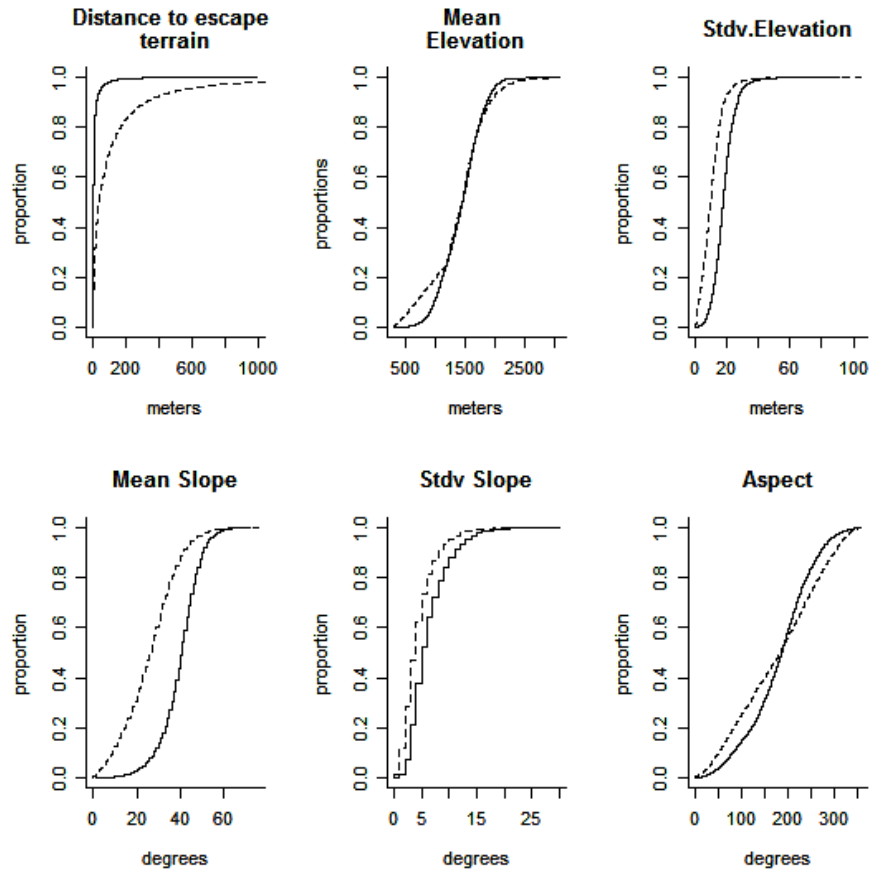 Distance to escape
terrain
proportion
0.0 0.2 0.4 0.6 0.8 1.0
0 200 600 1000
meters
Mean
Elevation
proportions
0.0 0.2 0.4 0.6 0.8 1.0
500 1500 2500
meters
Stdv.Elevation
proportion
0.0 0.2 0.4 0.6 0.8 1.0
0 20 60 100
meters
Mean Slope
proportion
0.0 0.2 0.4 0.6 0.8 1.0
0 20 40 60
degrees
Stdv Slope
proportion
0.0 0.2 0.4 0.6 0.8 1.0
0 5 15 25
degrees
Aspect
proportion
0.0 0.2 0.4 0.6 0.8 1.0
0 100 200 300
degrees